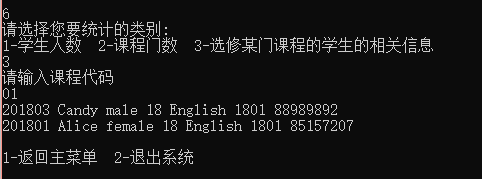 6
请选择您要统计的类别:
1-学生人数  2-课程门数  3-选修某门课程的学生的相关信息
3
请输入课程代码
01
201803 Candy male 18 English 1801 88989892
201801 Alice female 18 English 1801 85157207
1-返回主菜单  2-退出系统